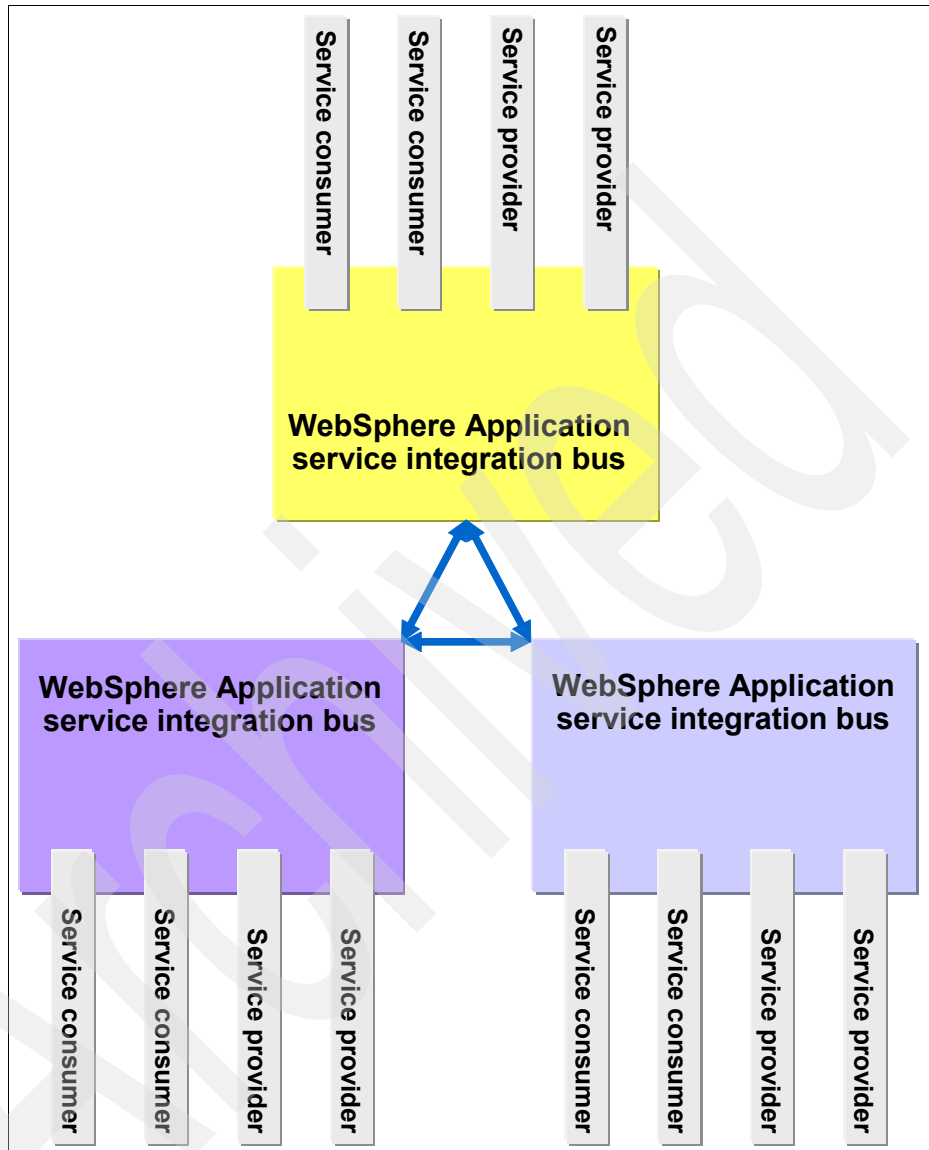 Service consumer
Service consumer
Service provider
Service provider
WebSphere Application
service integration bus
WebSphere Application
service integration bus
WebSphere Application
service integration bus
Service consumer
Service consumer
Service provider
Service provider
Service consumer
Service consumer
Service provider
Service provider
Archived